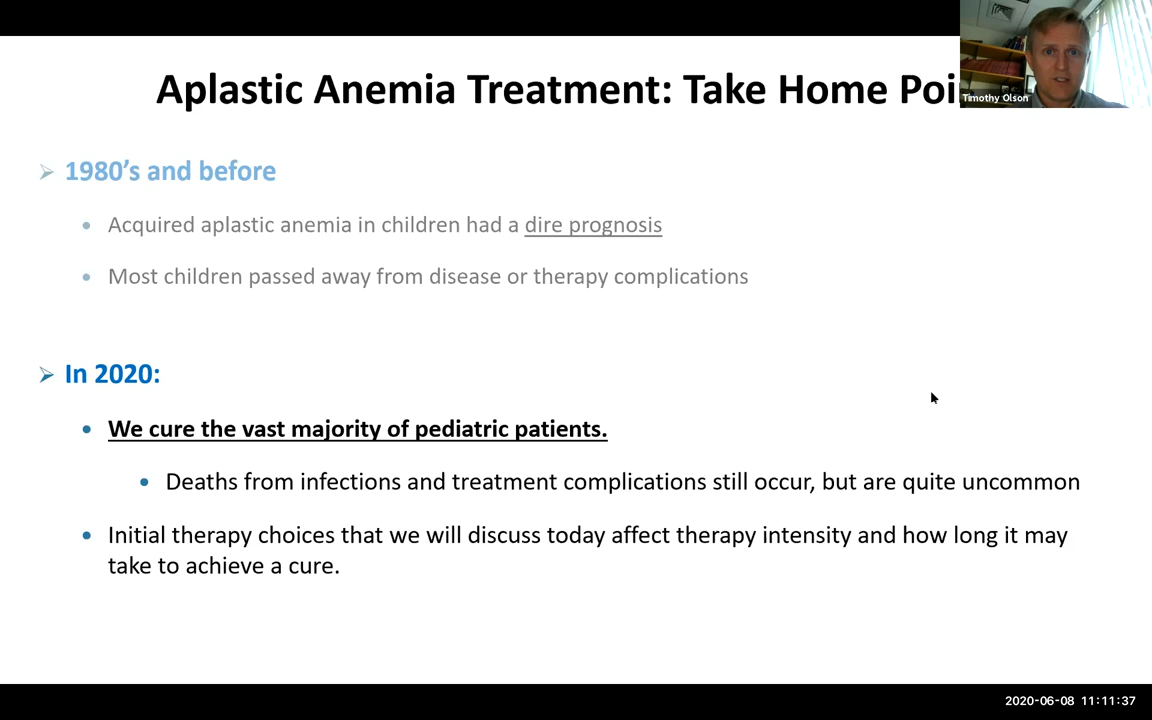 Aplastic Anemia Treatment: Take Home Poi
Timothy Olson
➢ 1980’s and before
• Acquired aplastic anemia in children had a dire prognosis
• Most children passed away from disease or therapy complications
➢ In 2020:
• We cure the vast majority of pediatric patients.
• Deaths from infections and treatment complications still occur, but are quite uncommon
• Initial therapy choices that we will discuss today affect therapy intensity and how long it may
take to achieve a cure.
2020-06-08 11:11:37